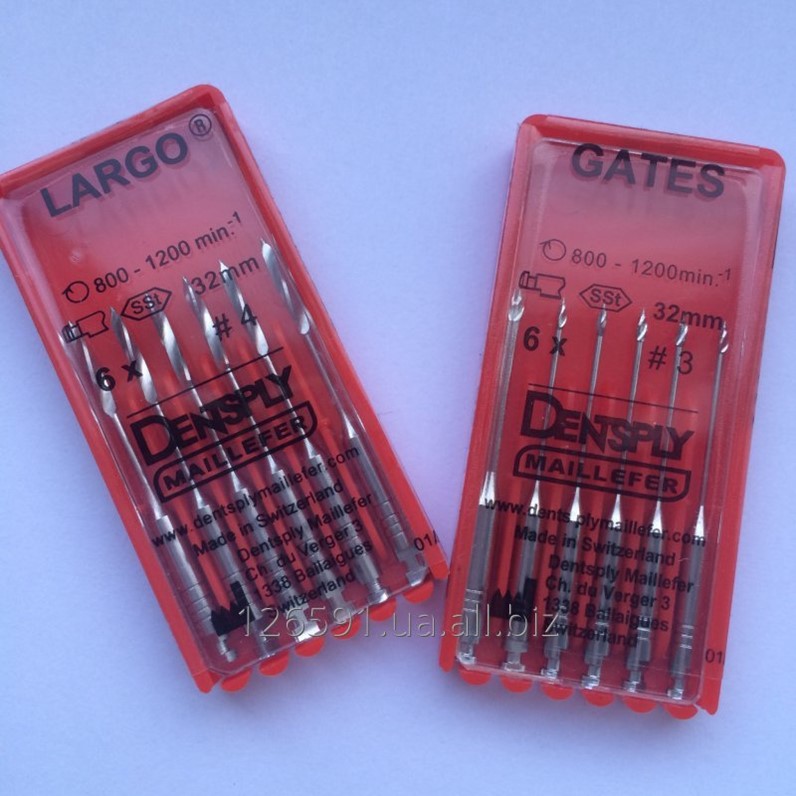 LARGO®
800 - 1200 min.-1
SSt 32mm
6 x # 4
DENTSPLY
MAILLEFER
www.dentsplymaillefer.com
Made in Switzerland
Dentsply Maillefer
Ch. du Verger 3
1338 Ballaigues
Switzerland
GATES
800 - 1200min.-1
SSt 32mm
6 x # 3
DENTSPLY
MAILLEFER
www.dentsplymaillefer.com
Made in Switzerland
Dentsply Maillefer
Ch. du Verger 3
1338 Ballaigues
Switzerland
126591.ua.all.biz